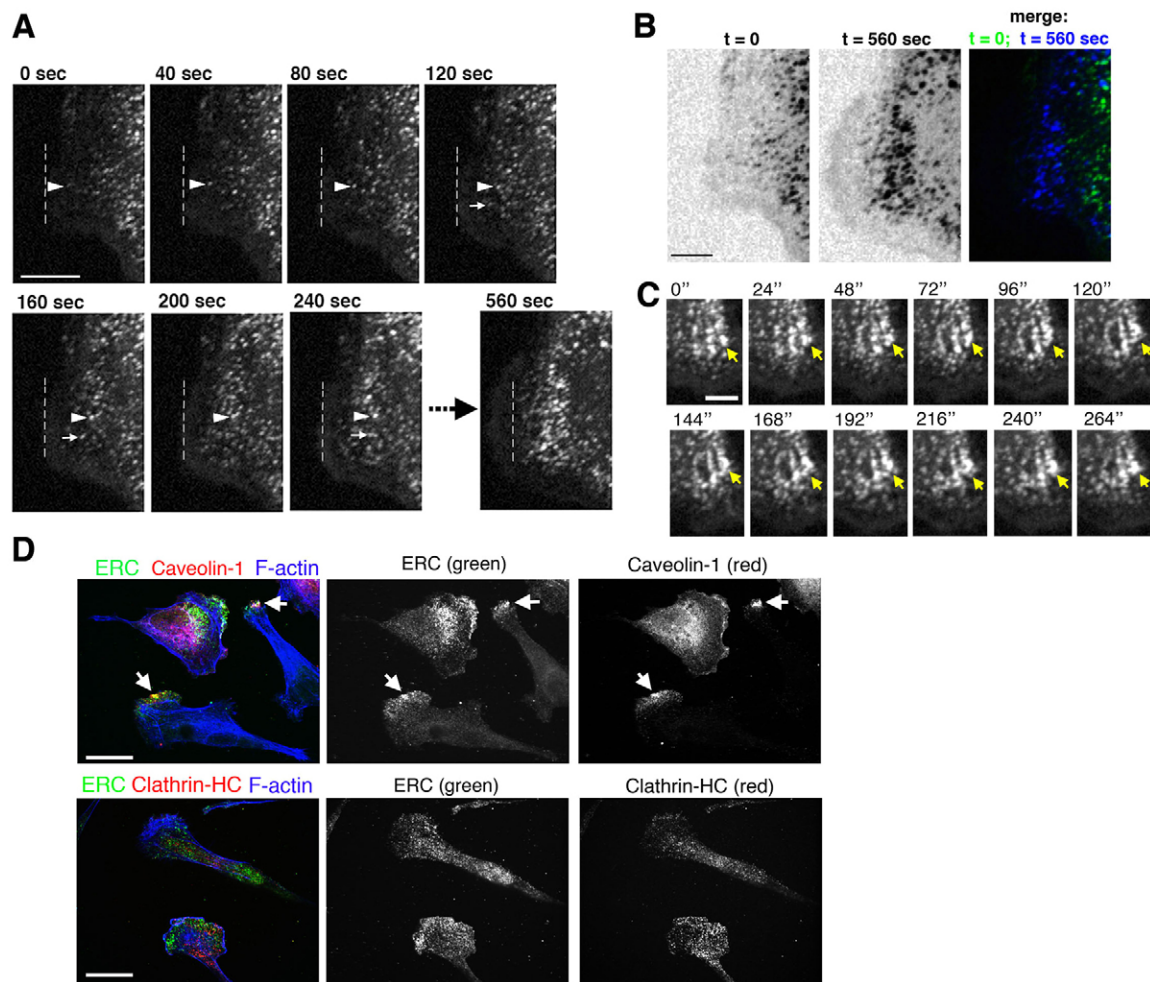 A
0 sec 40 sec 80 sec 120 sec
160 sec 200 sec 240 sec 560 sec
B
merge:
t = 0 t = 560 sec t = 0; t = 560 sec
C
0’’ 24’’ 48’’ 72’’ 96’’ 120’’
144’’ 168’’ 192’’ 216’’ 240’’ 264’’
D
ERC Caveolin-1 F-actin ERC (green) Caveolin-1 (red)
ERC Clathrin-HC F-actin ERC (green) Clathrin-HC (red)